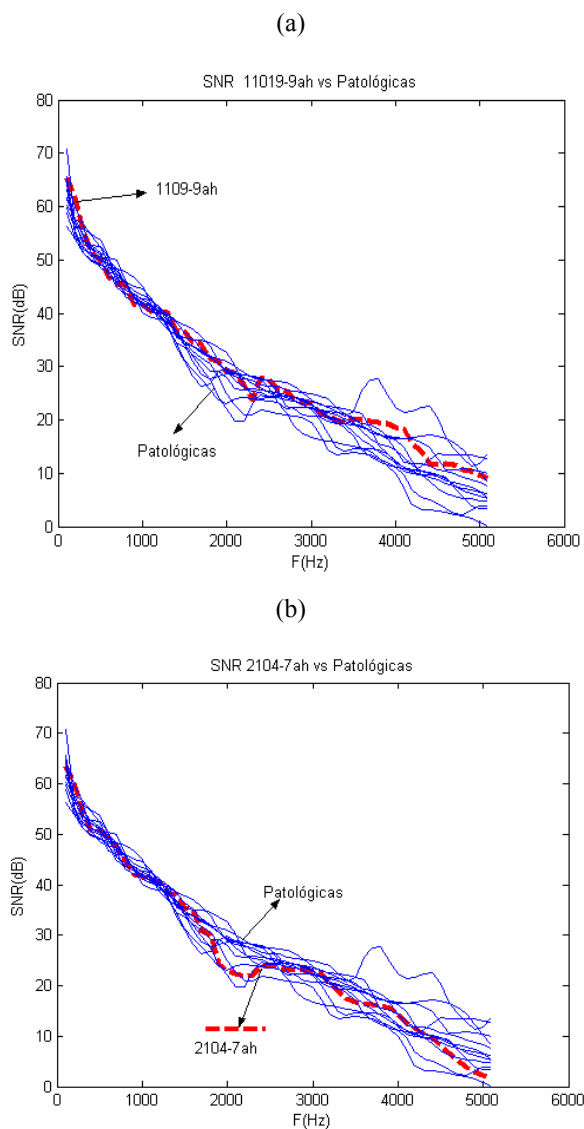 (a)
SNR 11019-9ah vs Patológicas
80
70
60
50
40
30
20
10
0
SNR(dB)
1109-9ah
Patológicas
0 1000 2000 3000 4000 5000 6000
F(Hz)
(b)
SNR 2104-7ah vs Patológicas
80
70
60
50
40
30
20
10
0
SNR(dB)
Patológicas
2104-7ah
0 1000 2000 3000 4000 5000 6000
F(Hz)